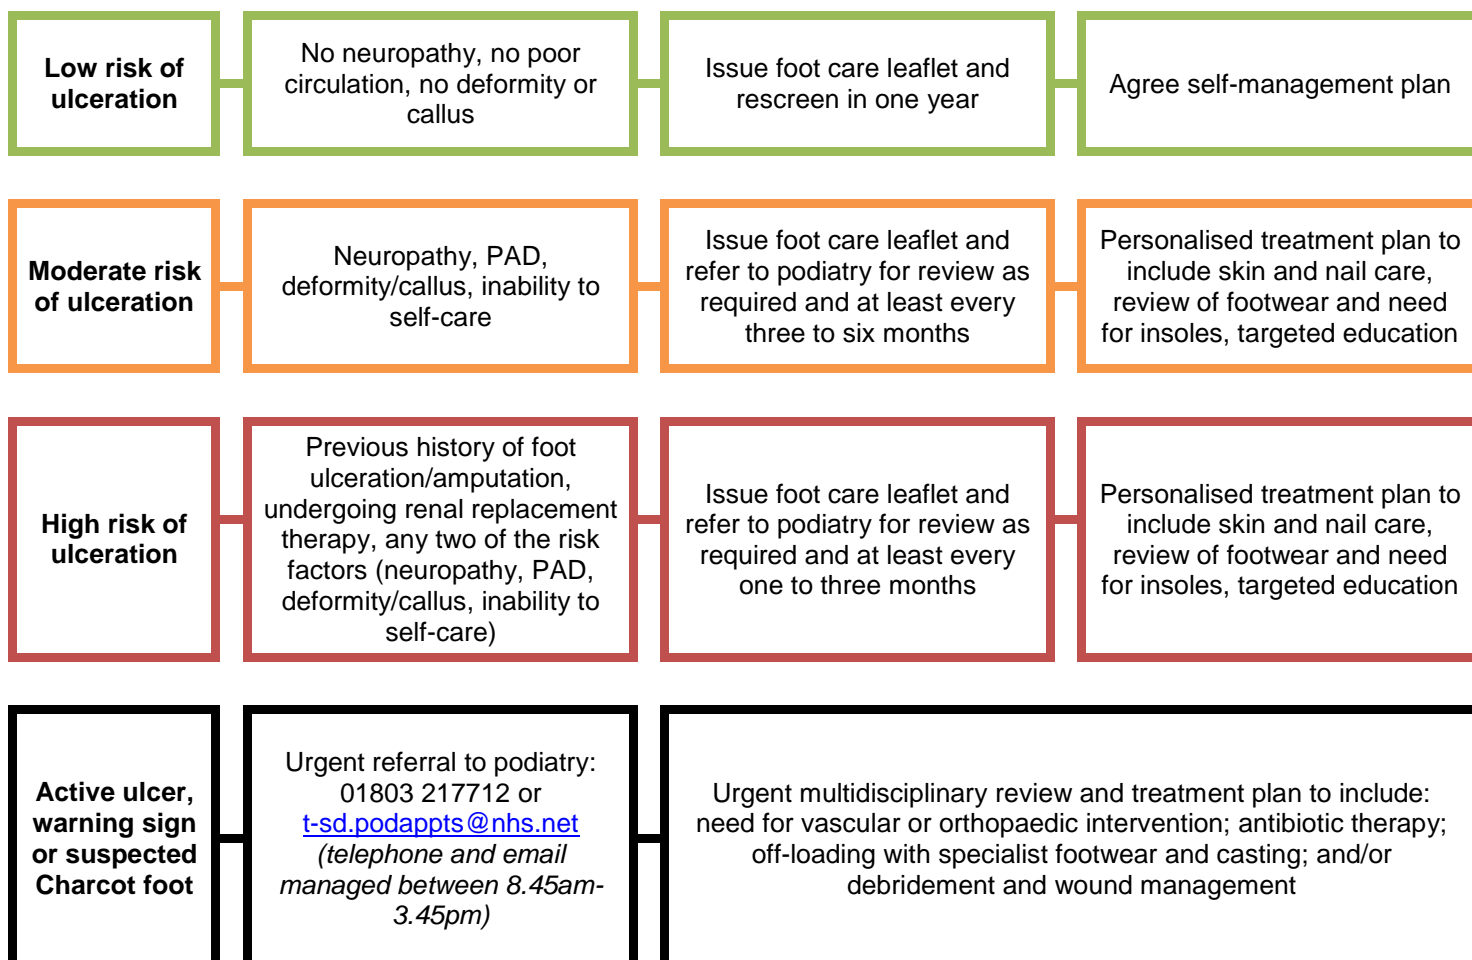 Low risk of
ulceration
No neuropathy, no poor
circulation, no deformity or
callus
Issue foot care leaflet and
rescreen in one year
Agree self-management plan
Moderate risk
of ulceration
Neuropathy, PAD,
deformity/callus, inability to
self-care
Issue foot care leaflet and
refer to podiatry for review as
required and at least every
three to six months
Personalised treatment plan to
include skin and nail care,
review of footwear and need
for insoles, targeted education
High risk of
ulceration
Previous history of foot
ulceration/amputation,
undergoing renal replacement
therapy, any two of the risk
factors (neuropathy, PAD,
deformity/callus, inability to
self-care)
Issue foot care leaflet and
refer to podiatry for review as
required and at least every
one to three months
Personalised treatment plan to
include skin and nail care,
review of footwear and need
for insoles, targeted education
Active ulcer,
warning sign
or suspected
Charcot foot
Urgent referral to podiatry:
01803 217712 or
t-sd.podappts@nhs.net
(telephone and email
managed between 8.45am-
3.45pm)
Urgent multidisciplinary review and treatment plan to include:
need for vascular or orthopaedic intervention; antibiotic therapy;
off-loading with specialist footwear and casting; and/or
debridement and wound management